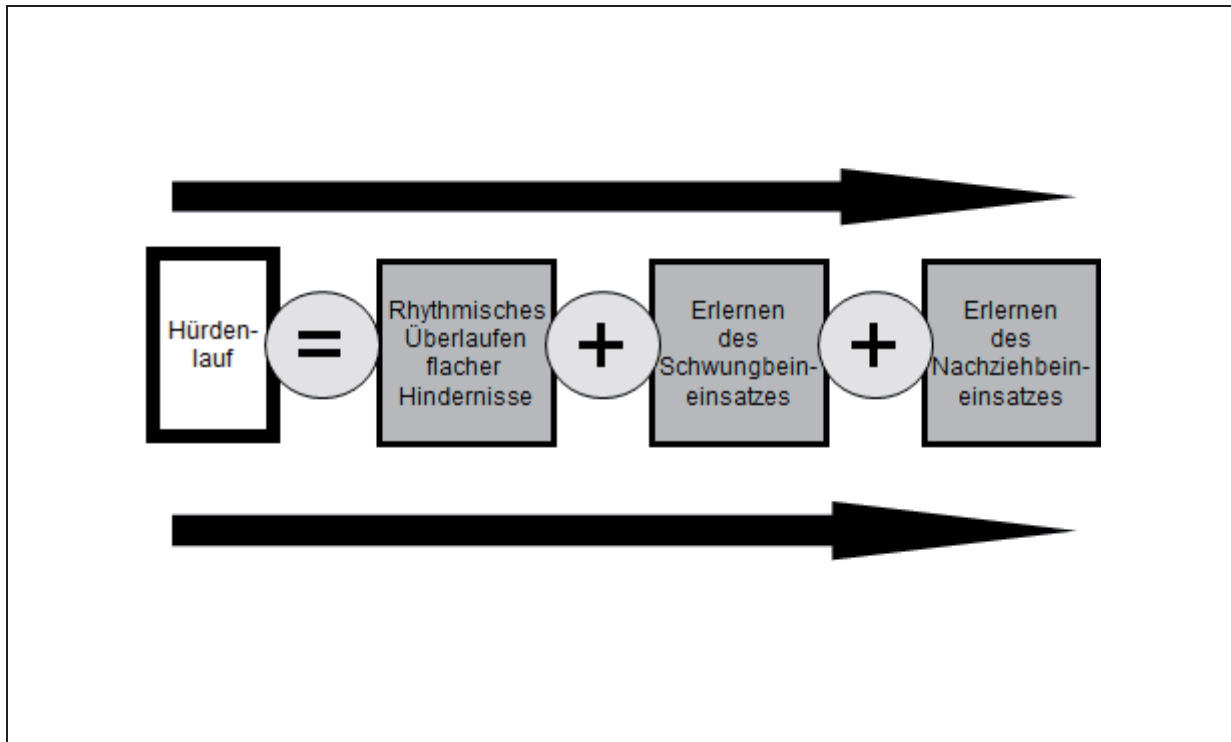 Hürden-
lauf
=
Rhythmisches
Überlaufen
flacher
Hindernisse
+
Erlernen
des
Schwungbein-
einsatzes
+
Erlernen
des
Nachziehbein-
einsatzes